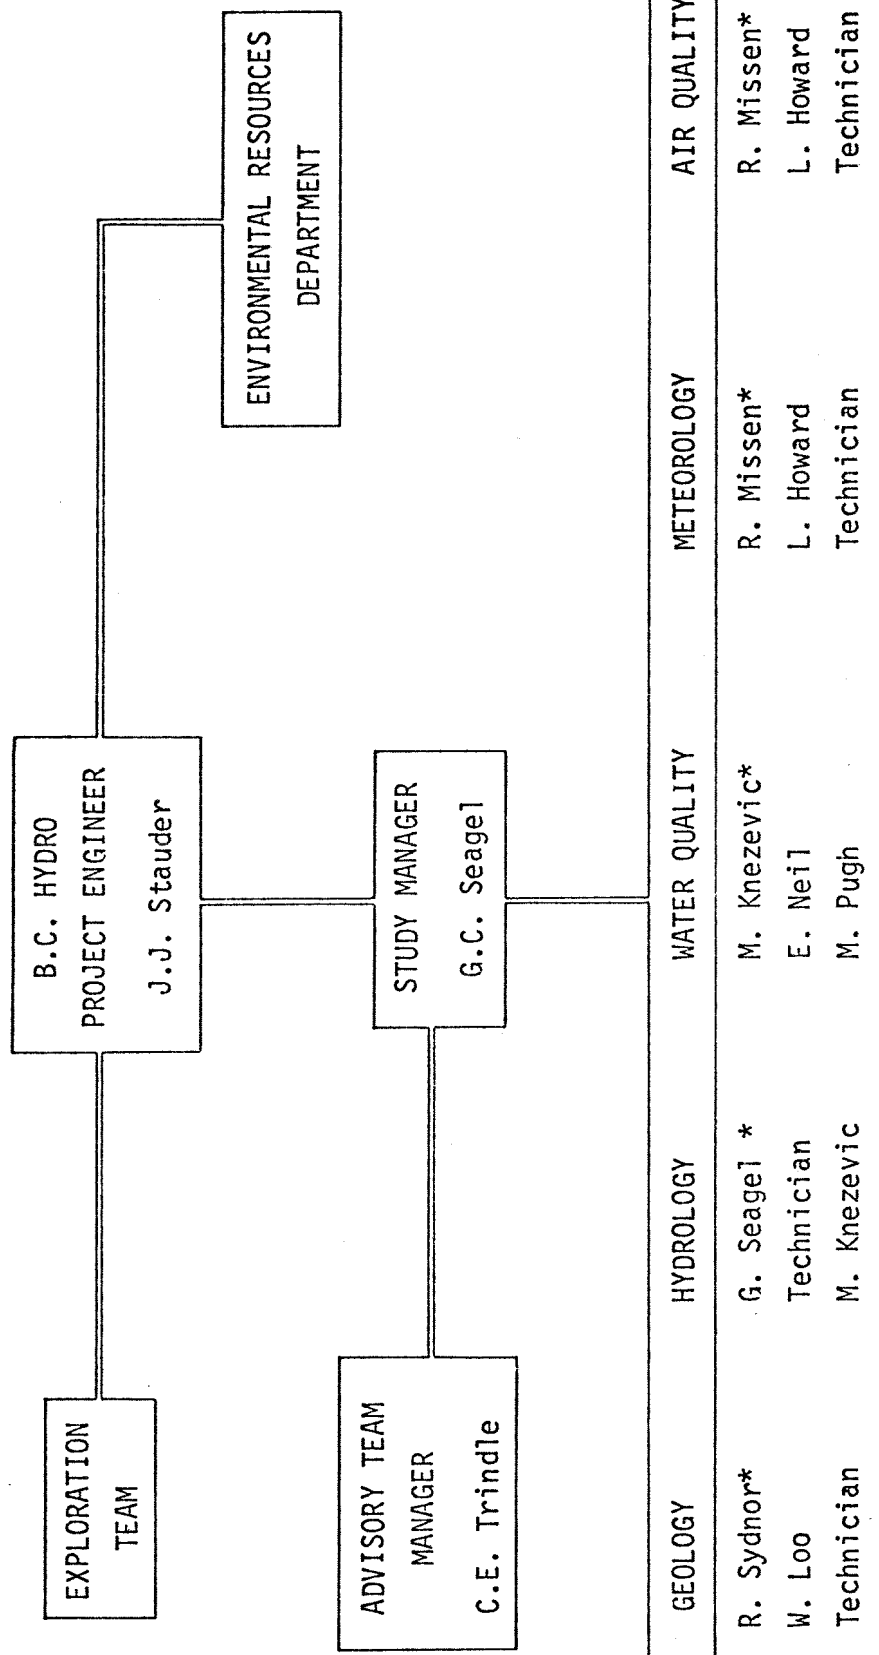 B.C. HYDRO
PROJECT ENGINEER
J.J. Stauder
EXPLORATION
TEAM
ENVIRONMENTAL RESOURCES
DEPARTMENT
STUDY MANAGER
G.C. Seagel
ADVISORY TEAM
MANAGER
C.E. Trindle
GEOLOGY
R. Sydnor*
W. Loo
Technician
HYDROLOGY
G. Seagel *
Technician
M. Knezevic
WATER QUALITY
M. Knezevic*
E. Neil
M. Pugh
METEOROLOGY
R. Missen*
L. Howard
Technician
AIR QUALITY
R. Missen*
L. Howard
Technician